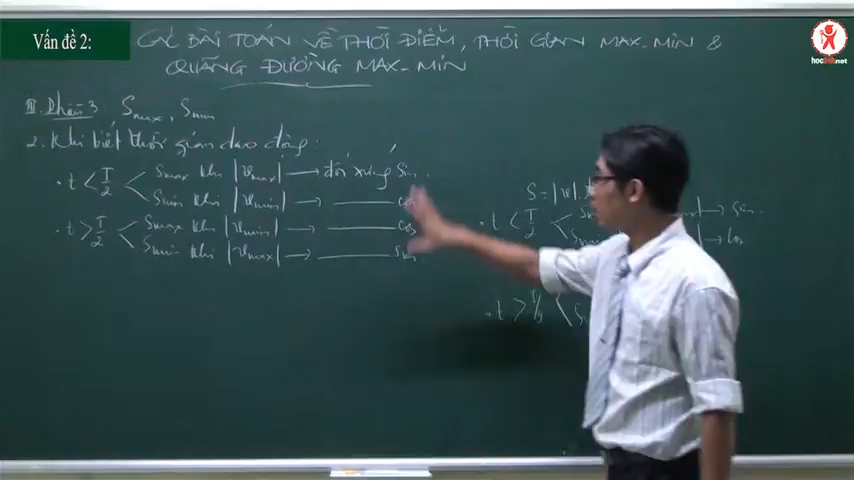 Vấn đề 2:
CÁC BÀI TOÁN VỀ THỜI ĐIỂM, THỜI GIAN MAX-MIN &
QUÃNG ĐƯỜNG MAX-MIN
III. Phần 3 Smax, Smin
2. Khi biết thời gian dao động:
. t < T/2 < Smax khi |vmax| → đối xứng Sin.
Smin khi |vmin| → ——— cos
. t > T/2 < Smax khi |vmin| → ——— cos
Smin khi |vmax| → ——— Sin.
S = |v|.
. t < T/2 <
→ Sin.
→ Cos
. t > T/2 <
hoc247.net